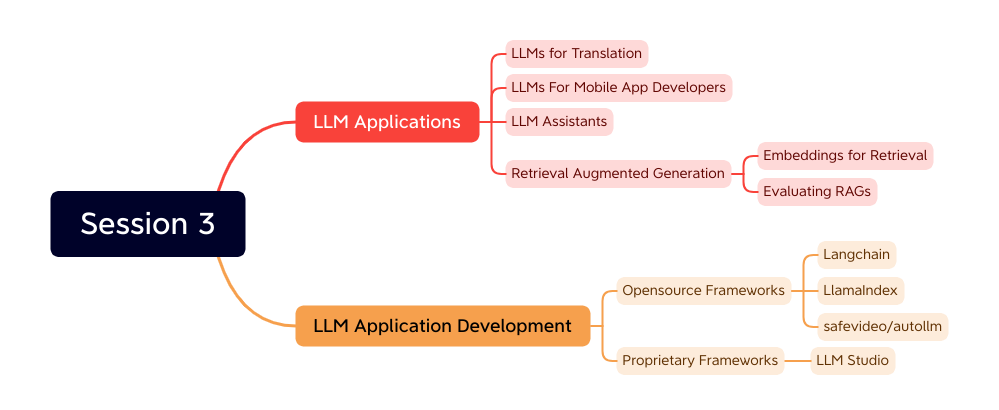 Session 3
LLM Applications
LLMs for Translation
LLMs For Mobile App Developers
LLM Assistants
Retrieval Augmented Generation
Embeddings for Retrieval
Evaluating RAGs
LLM Application Development
Opensource Frameworks
Langchain
LlamaIndex
safevideo/autollm
Proprietary Frameworks
LLM Studio